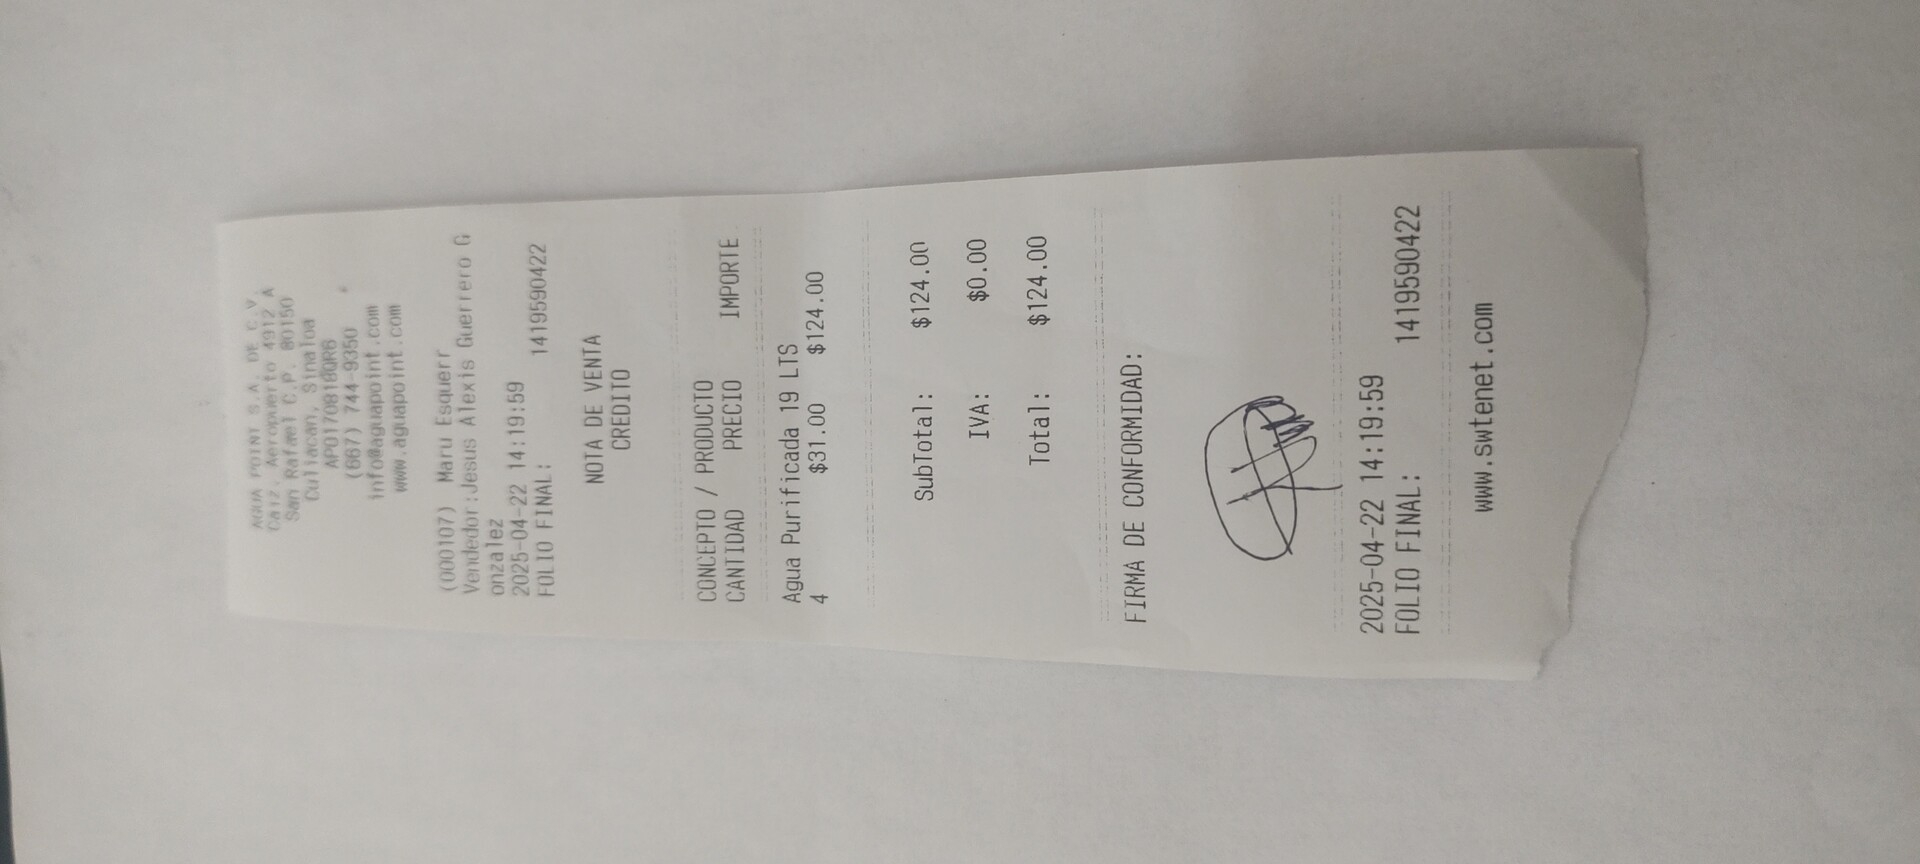 AGUA POINT S.A. DE C.V.
Calz. Aeropuerto 4912 A
San Rafael C.P. 80150
Culiacan, Sinaloa
APO170818QR6
(667) 744-9350
info@aguapoint.com
www.aguapoint.com
(000107) Maru Esquerr
Vendedor:Jesus Alexis Guerrero G
onzalez
2025-04-22 14:19:59
FOLIO FINAL: 1419590422
NOTA DE VENTA
CREDITO
CONCEPTO / PRODUCTO
CANTIDAD PRECIO IMPORTE
Agua Purificada 19 LTS
4 $31.00 $124.00
SubTotal: $124.00
IVA: $0.00
Total: $124.00
FIRMA DE CONFORMIDAD:
2025-04-22 14:19:59
FOLIO FINAL: 1419590422
www.swtenet.com